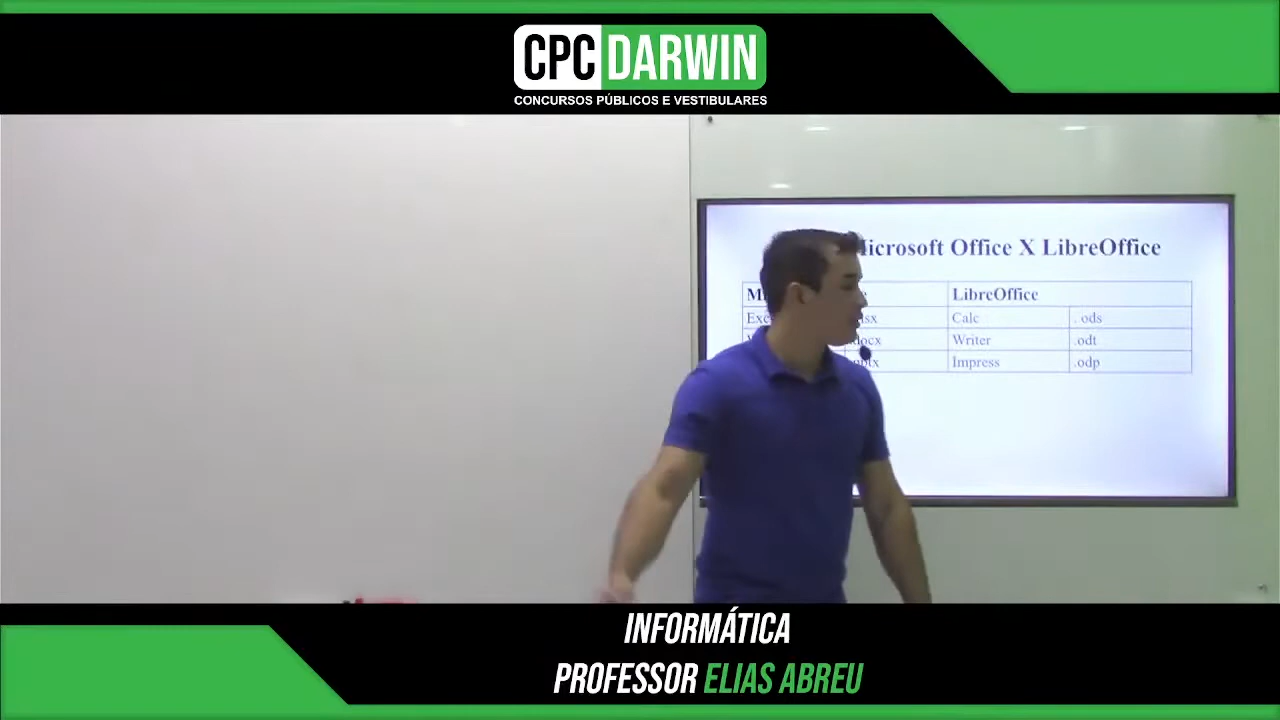 CPC DARWIN
CONCURSOS PÚBLICOS E VESTIBULARES
Microsoft Office X LibreOffice
LibreOffice
Calc .ods
Writer .odt
Impress .odp
INFORMÁTICA
PROFESSOR ELIAS ABREU